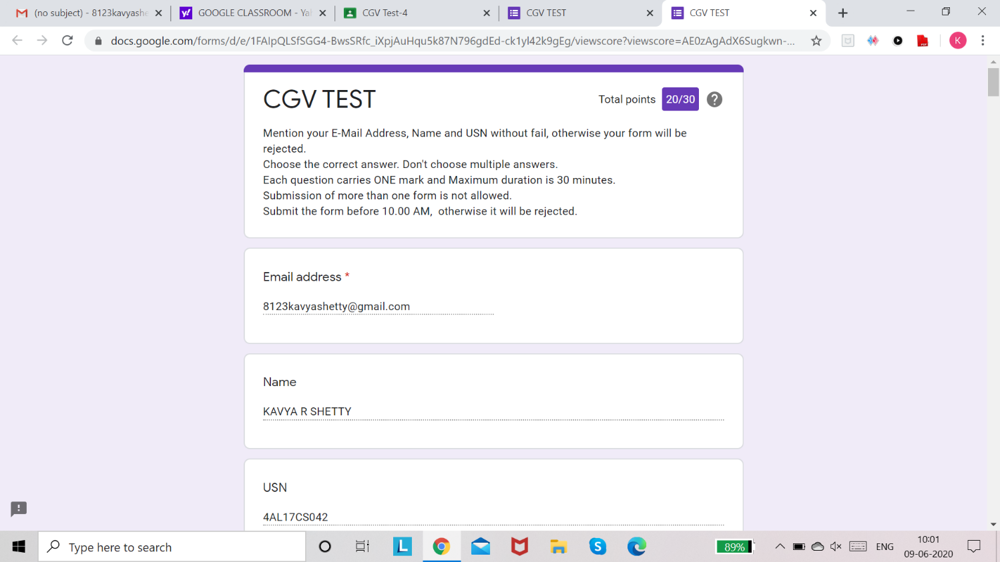 (no subject) - 8123kavyashe
GOOGLE CLASSROOM - Ya
CGV Test-4
CGV TEST
CGV TEST
docs.google.com/forms/d/e/1FAIpQLSfSGG4-BwsSRfc_iXpjAuHqu5k87N796gdEd-ck1yl42k9gEg/viewscore?viewscore=AE0zAgAdX6Sugkwn-...
K
CGV TEST
Total points 20/30
Mention your E-Mail Address, Name and USN without fail, otherwise your form will be
rejected.
Choose the correct answer. Don't choose multiple answers.
Each question carries ONE mark and Maximum duration is 30 minutes.
Submission of more than one form is not allowed.
Submit the form before 10.00 AM,  otherwise it will be rejected.
Email address *
8123kavyashetty@gmail.com
Name
KAVYA R SHETTY
USN
4AL17CS042
Type here to search
L
S
89%
ENG
10:01
09-06-2020